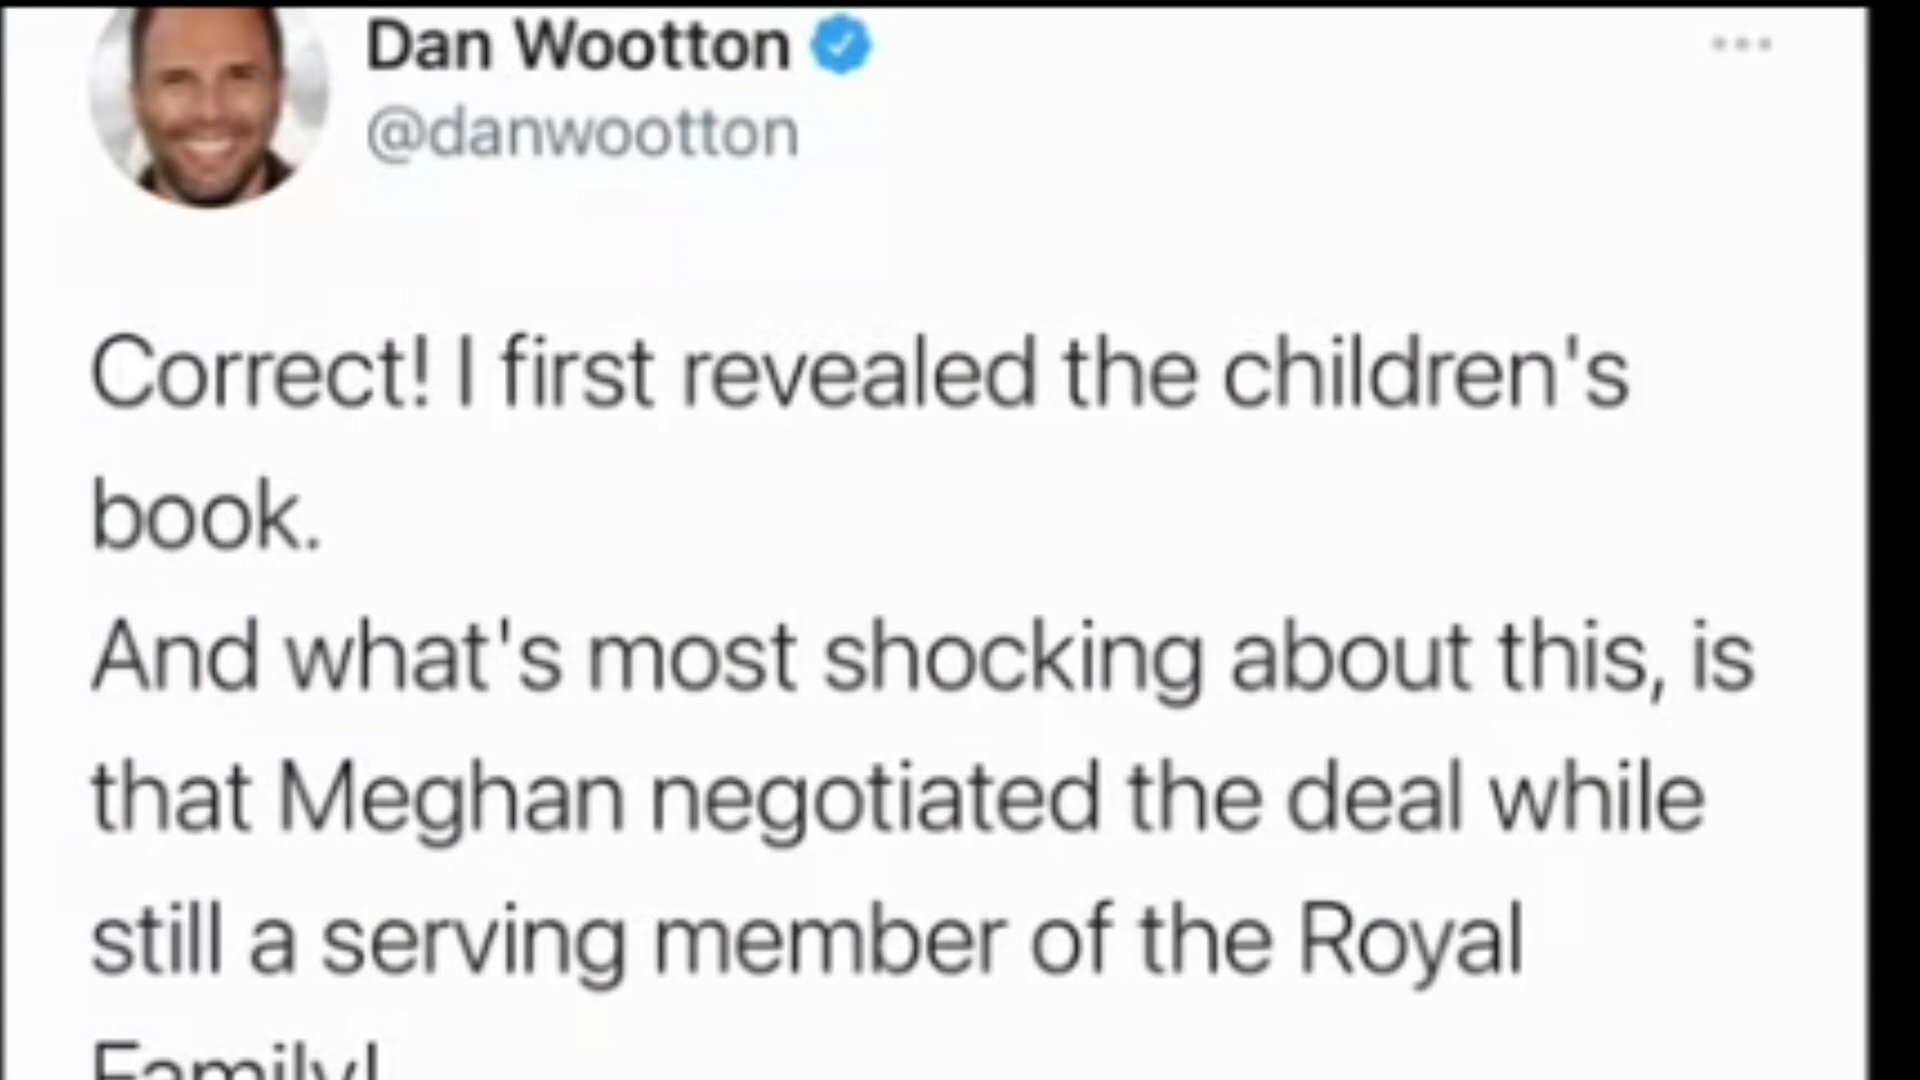 Dan Wootton
@danwootton
Correct! I first revealed the children's
book.
And what's most shocking about this, is
that Meghan negotiated the deal while
still a serving member of the Royal
Family!